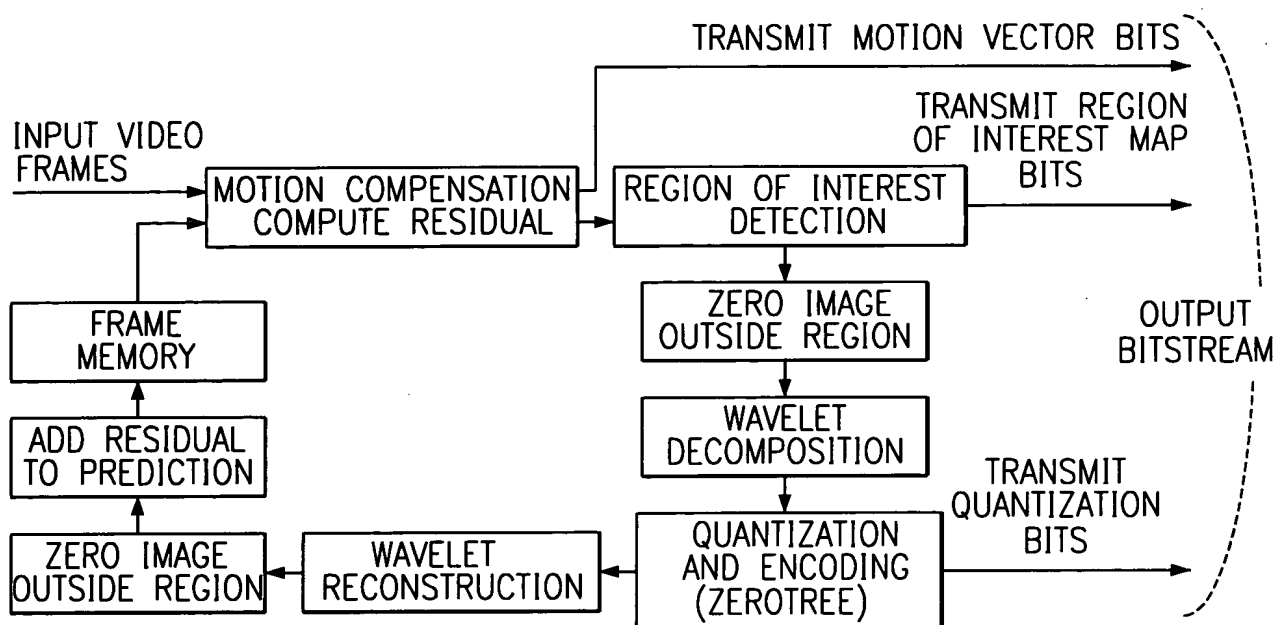 TRANSMIT MOTION VECTOR BITS
TRANSMIT REGION
OF INTEREST MAP
BITS
INPUT VIDEO
FRAMES
MOTION COMPENSATION
COMPUTE RESIDUAL
REGION OF INTEREST
DETECTION
ZERO IMAGE
OUTSIDE REGION
FRAME
MEMORY
OUTPUT
BITSTREAM
WAVELET
DECOMPOSITION
ADD RESIDUAL
TO PREDICTION
TRANSMIT
QUANTIZATION
BITS
QUANTIZATION
AND ENCODING
(ZEROTREE)
WAVELET
RECONSTRUCTION
ZERO IMAGE
OUTSIDE REGION